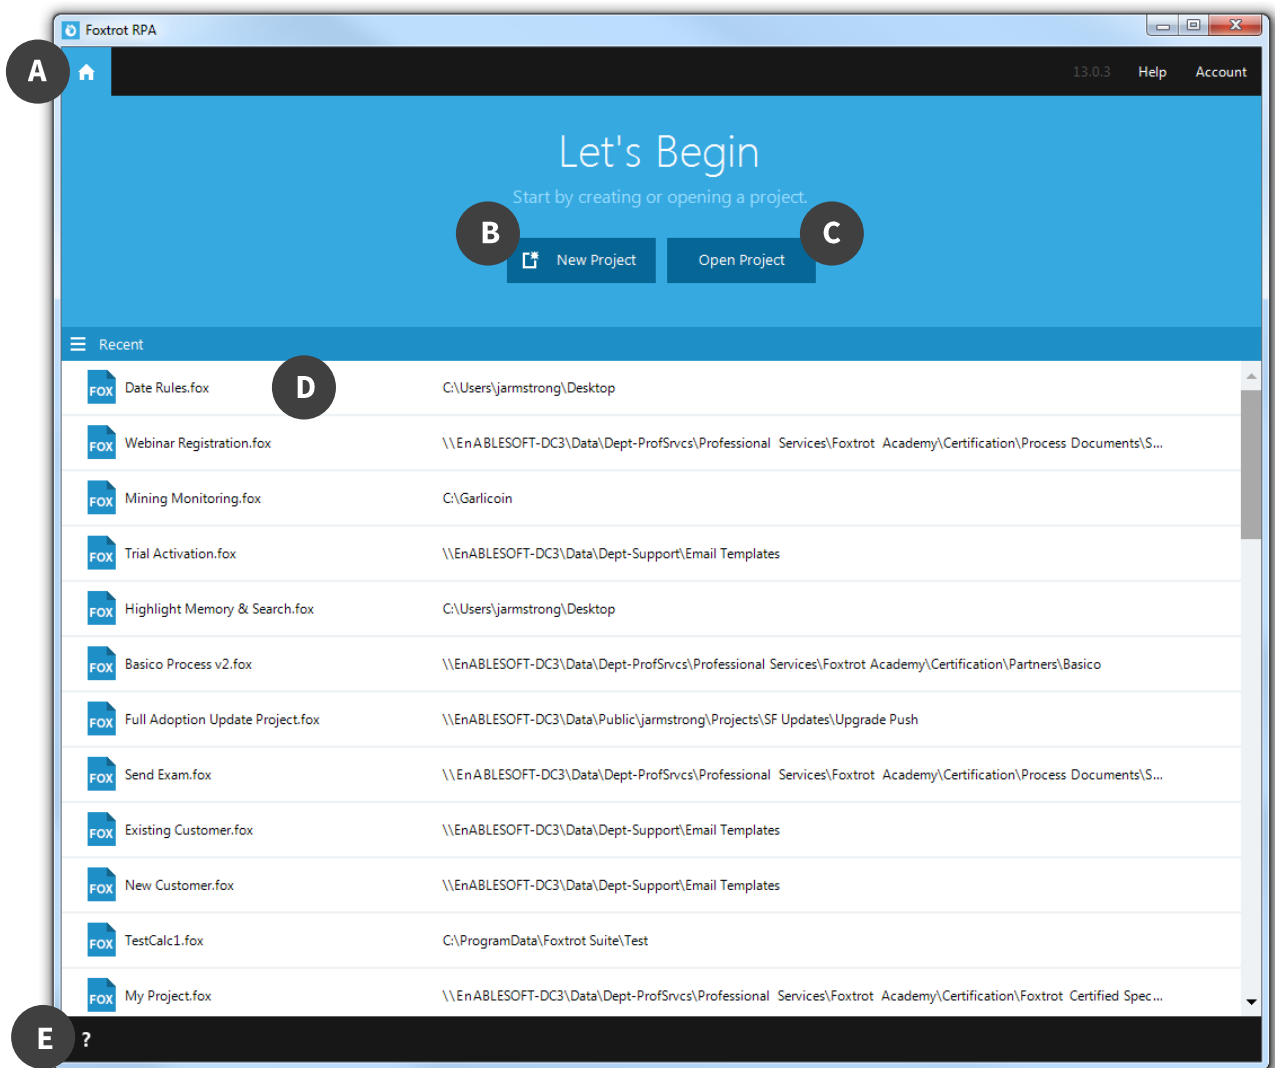 Foxtrot RPA
A
13.0.3 Help Account
Let's Begin
Start by creating or opening a project.
B
C
New Project
Open Project
Recent
D
FOX Date Rules.fox C:\Users\jarmstrong\Desktop
FOX Webinar Registration.fox \\EnABLESOFT-DC3\Data\Dept-ProfSrvcs\Professional Services\Foxtrot Academy\Certification\Process Documents\S...
FOX Mining Monitoring.fox C:\Garlicoin
FOX Trial Activation.fox \\EnABLESOFT-DC3\Data\Dept-Support\Email Templates
FOX Highlight Memory & Search.fox C:\Users\jarmstrong\Desktop
FOX Basico Process v2.fox \\EnABLESOFT-DC3\Data\Dept-ProfSrvcs\Professional Services\Foxtrot Academy\Certification\Partners\Basico
FOX Full Adoption Update Project.fox \\EnABLESOFT-DC3\Data\Public\jarmstrong\Projects\SF Updates\Upgrade Push
FOX Send Exam.fox \\EnABLESOFT-DC3\Data\Dept-ProfSrvcs\Professional Services\Foxtrot Academy\Certification\Process Documents\S...
FOX Existing Customer.fox \\EnABLESOFT-DC3\Data\Dept-Support\Email Templates
FOX New Customer.fox \\EnABLESOFT-DC3\Data\Dept-Support\Email Templates
FOX TestCalc1.fox C:\ProgramData\Foxtrot Suite\Test
FOX My Project.fox \\EnABLESOFT-DC3\Data\Dept-ProfSrvcs\Professional Services\Foxtrot Academy\Certification\Foxtrot Certified Spec...
E ?